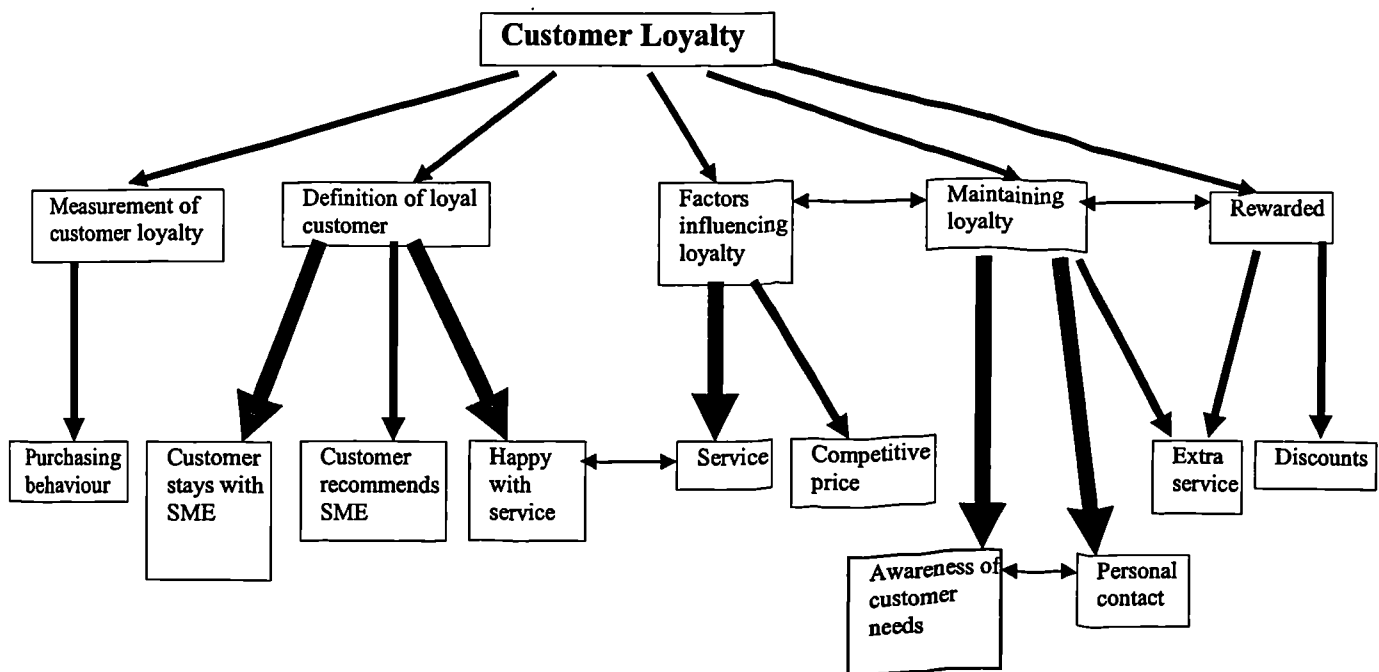 Customer Loyalty
Measurement of
customer loyalty
Definition of loyal
customer
Factors
influencing
loyalty
Maintaining
loyalty
Rewarded
Purchasing
behaviour
Customer
stays with
SME
Customer
recommends
SME
Happy
with
service
Service
Competitive
price
Extra
service
Discounts
Awareness of
customer
needs
Personal
contact